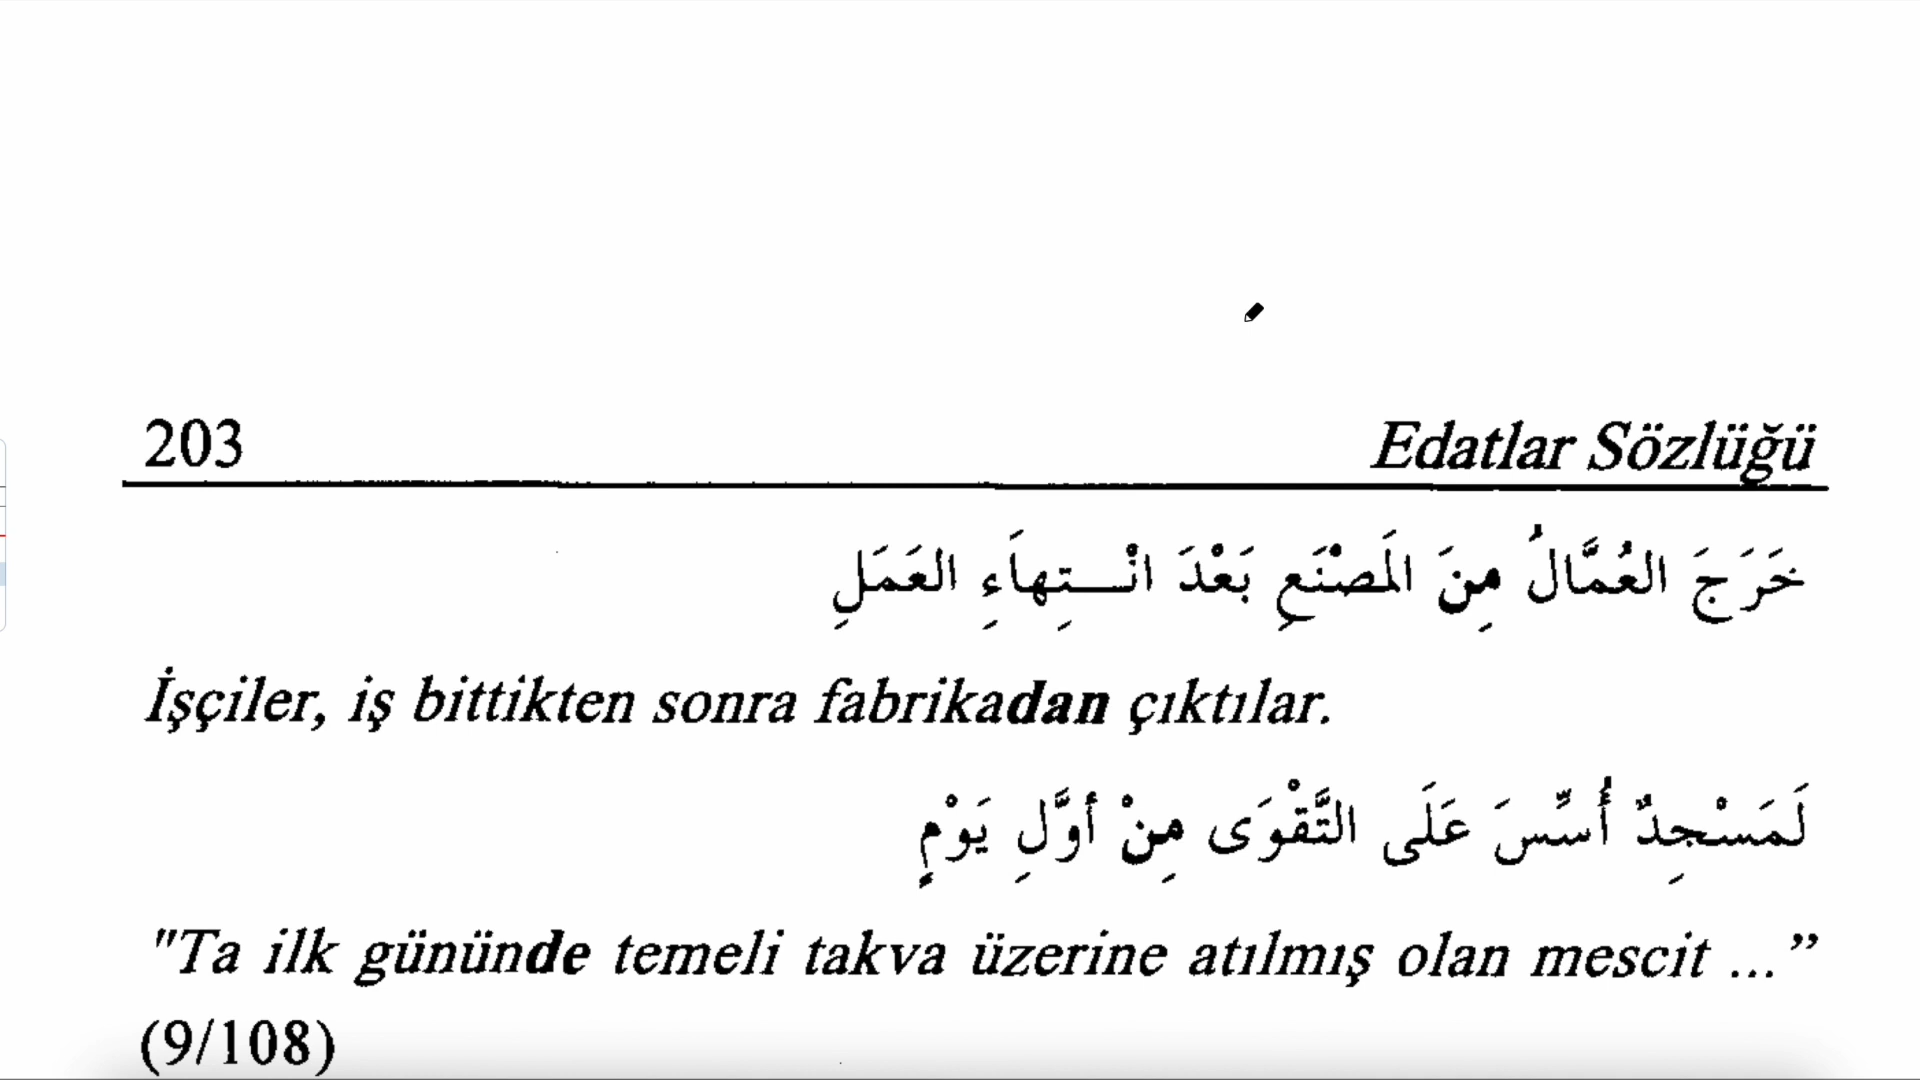 203 Edatlar Sözlüğü
خَرَجَ العُمَّالُ مِنَ المَصْنَعِ بَعْدَ انْـــتِهاَءِ العَمَلِ
İşçiler, iş bittikten sonra fabrikadan çıktılar.
لَمَسْجِدٌ أُسِّسَ عَلَى التَّقْوَى مِنْ أوَّلِ يَوْمٍ
"Ta ilk gününde temeli takva üzerine atılmış olan mescit ...”
(9/108)